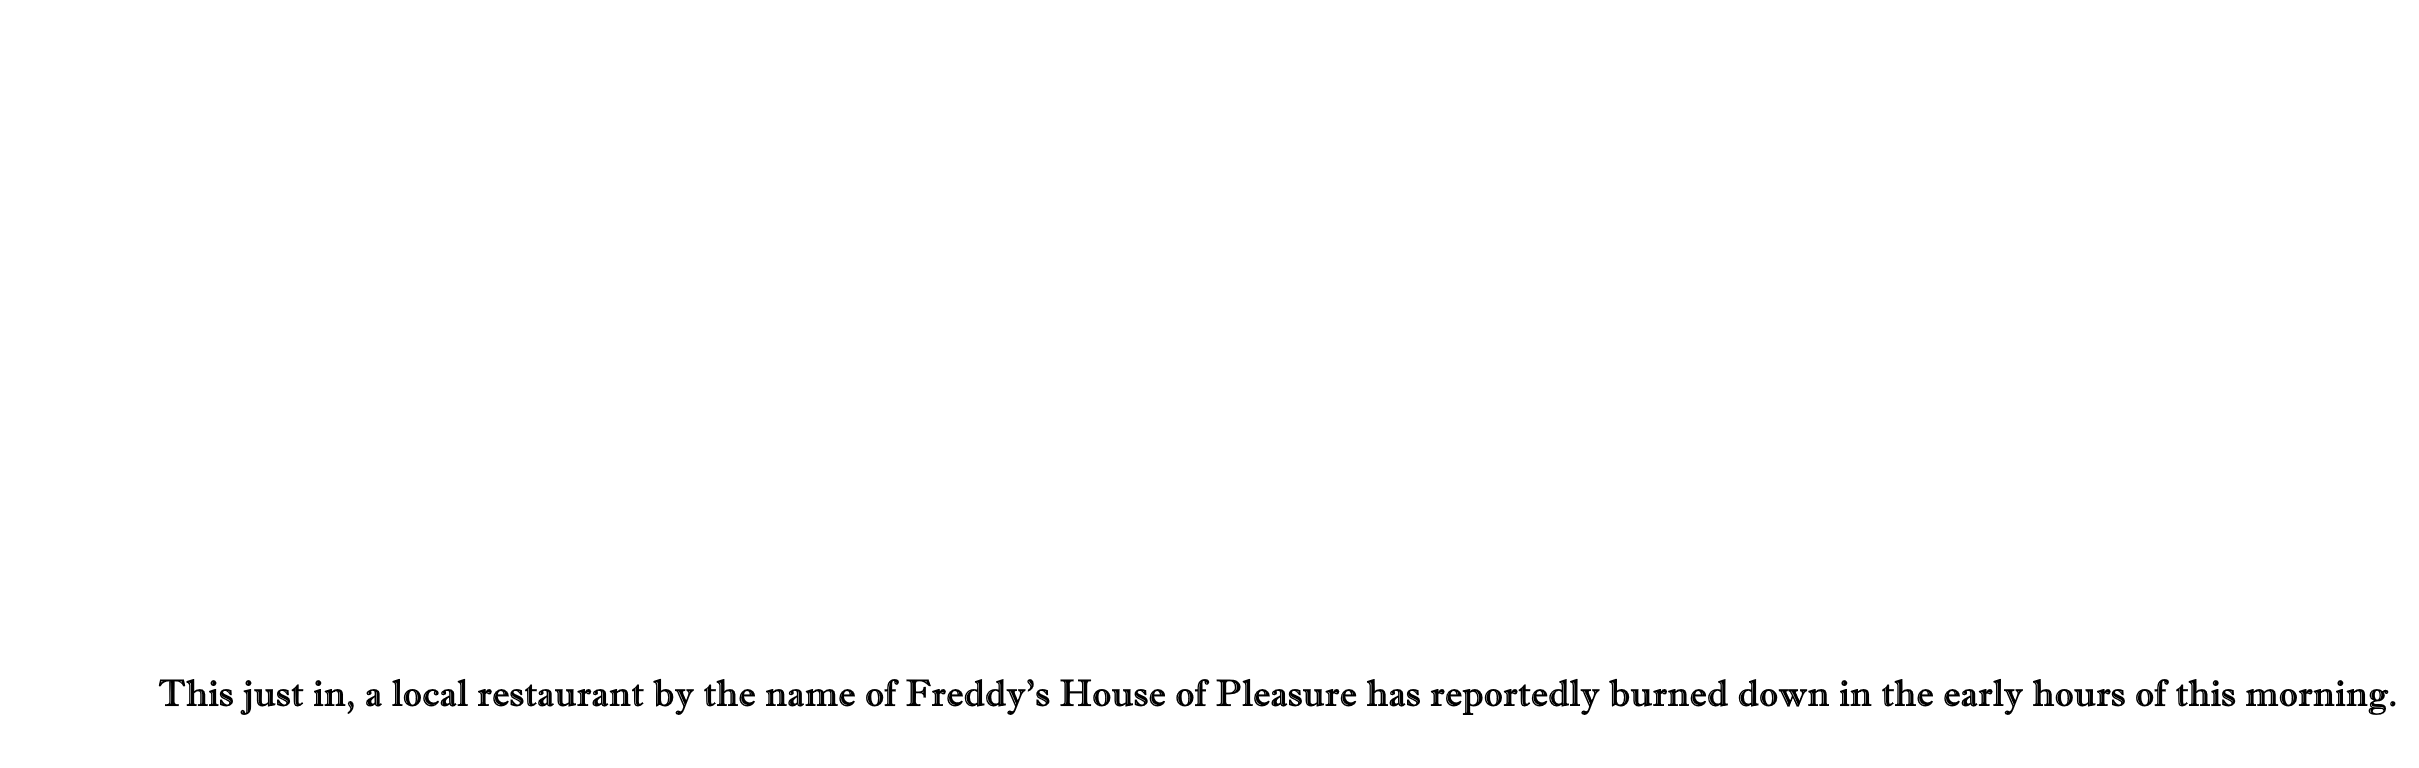 This just in, a local restaurant by the name of Freddy’s House of Pleasure has reportedly burned down in the early hours of this morning.